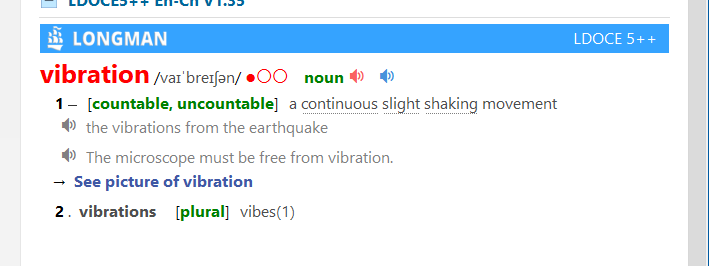 LDOCE5++ En-Cn V1.35
LONGMAN LDOCE 5++
vibration /vaɪˈbreɪʃən/ ●○○ noun
1 – [countable, uncountable] a continuous slight shaking movement
the vibrations from the earthquake
The microscope must be free from vibration.
→ See picture of vibration
2 . vibrations [plural] vibes(1)